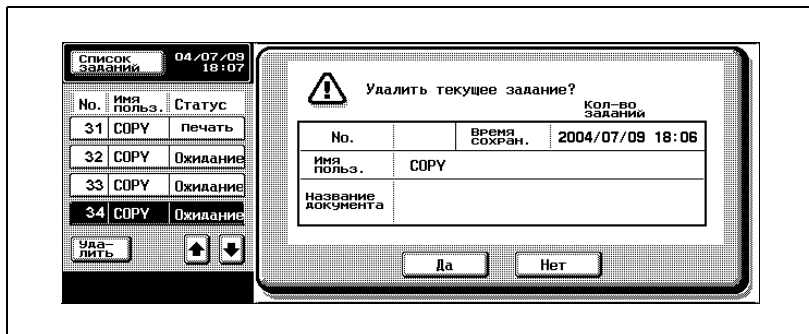 Список
заданий
04/07/09
18:07
No. Имя
польз. Статус
31 COPY Печать
32 COPY Ожидание
33 COPY Ожидание
34 COPY Ожидание
Уда-
лить
Удалить текущее задание?
Кол-во
заданий
No. Время
сохран. 2004/07/09 18:06
Имя
польз. COPY
Название
документа
Да Нет